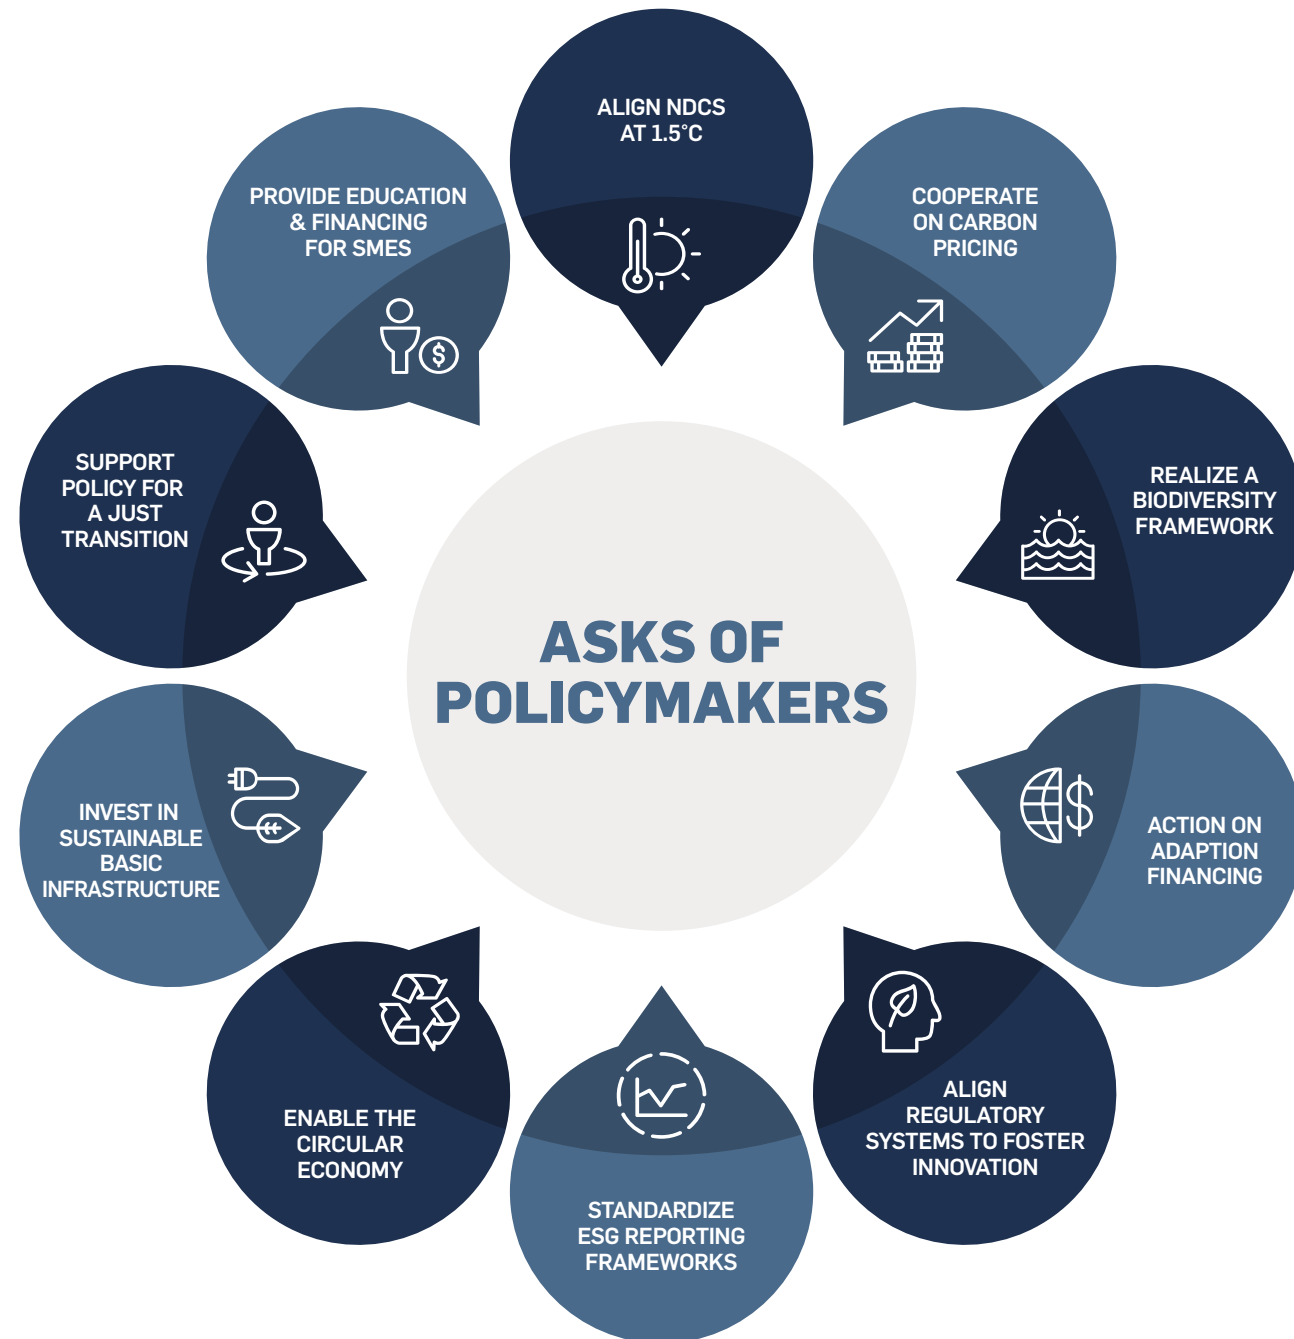 ALIGN NDCS
AT 1.5°C
COOPERATE
ON CARBON
PRICING
REALIZE A
BIODIVERSITY
FRAMEWORK
ACTION ON
ADAPTION
FINANCING
ALIGN
REGULATORY
SYSTEMS TO FOSTER
INNOVATION
STANDARDIZE
ESG REPORTING
FRAMEWORKS
ENABLE THE
CIRCULAR
ECONOMY
INVEST IN
SUSTAINABLE
BASIC
INFRASTRUCTURE
SUPPORT
POLICY FOR
A JUST
TRANSITION
PROVIDE EDUCATION
& FINANCING
FOR SMES
$
$
ASKS OF
POLICYMAKERS